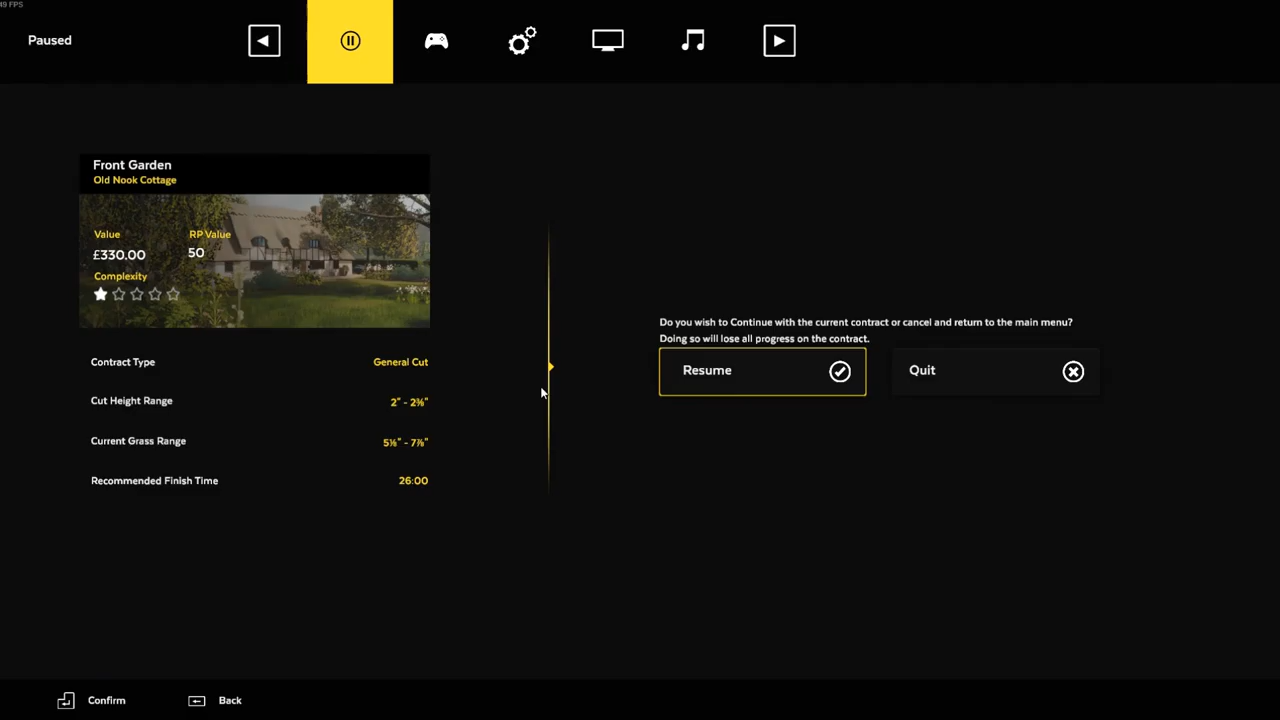 49 FPS
Paused
Front Garden
Old Nook Cottage
Value
RP Value
£330.00
50
Complexity
Contract Type
General Cut
Cut Height Range
2" - 2⅜"
Current Grass Range
5⅛" - 7⅞"
Recommended Finish Time
26:00
Do you wish to Continue with the current contract or cancel and return to the main menu?
Doing so will lose all progress on the contract.
Resume
Quit
Confirm
Back